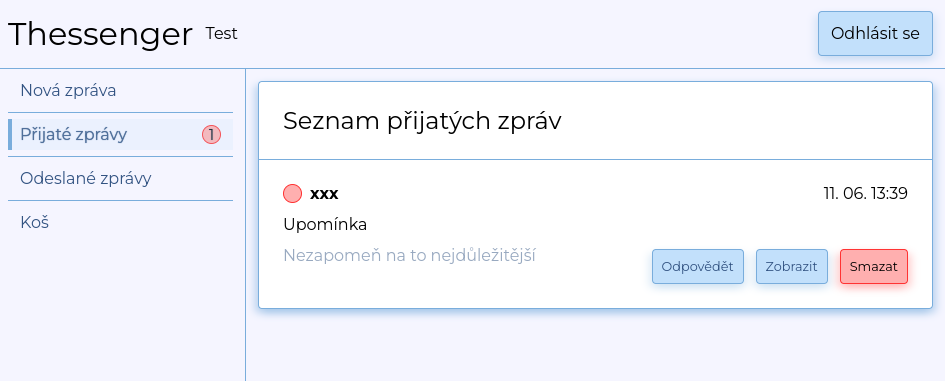 Thessenger Test
Odhlásit se
Nová zpráva
Přijaté zprávy 1
Odeslané zprávy
Koš
Seznam přijatých zpráv
xxx 11. 06. 13:39
Upomínka
Nezapomeň na to nejdůležitější
Odpovědět Zobrazit Smazat